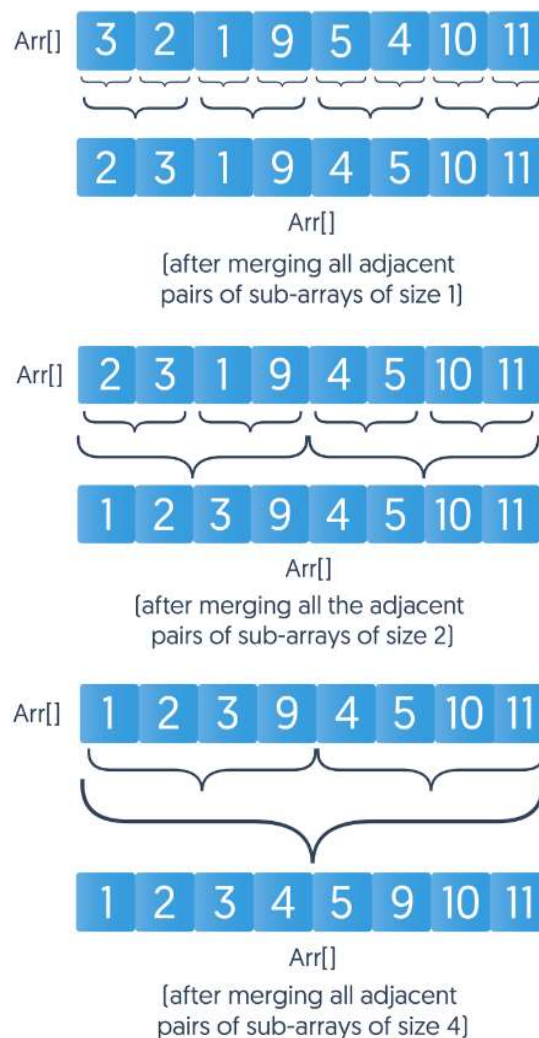 Arr[] 3 2 1 9 5 4 10 11
2 3 1 9 4 5 10 11
Arr[]
(after merging all adjacent
pairs of sub-arrays of size 1)
Arr[] 2 3 1 9 4 5 10 11
1 2 3 9 4 5 10 11
Arr[]
(after merging all the adjacent
pairs of sub-arrays of size 2)
Arr[] 1 2 3 9 4 5 10 11
1 2 3 4 5 9 10 11
Arr[]
(after merging all adjacent
pairs of sub-arrays of size 4)